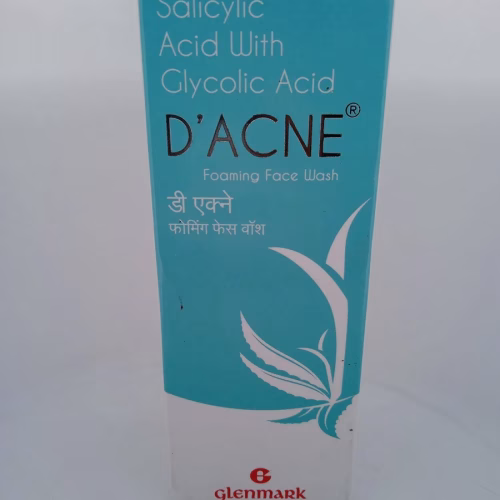 Salicylic
Acid With
Glycolic Acid
D'ACNE®
Foaming Face Wash
डी एक्ने
फोमिंग फेस वॉश
G
Glenmark